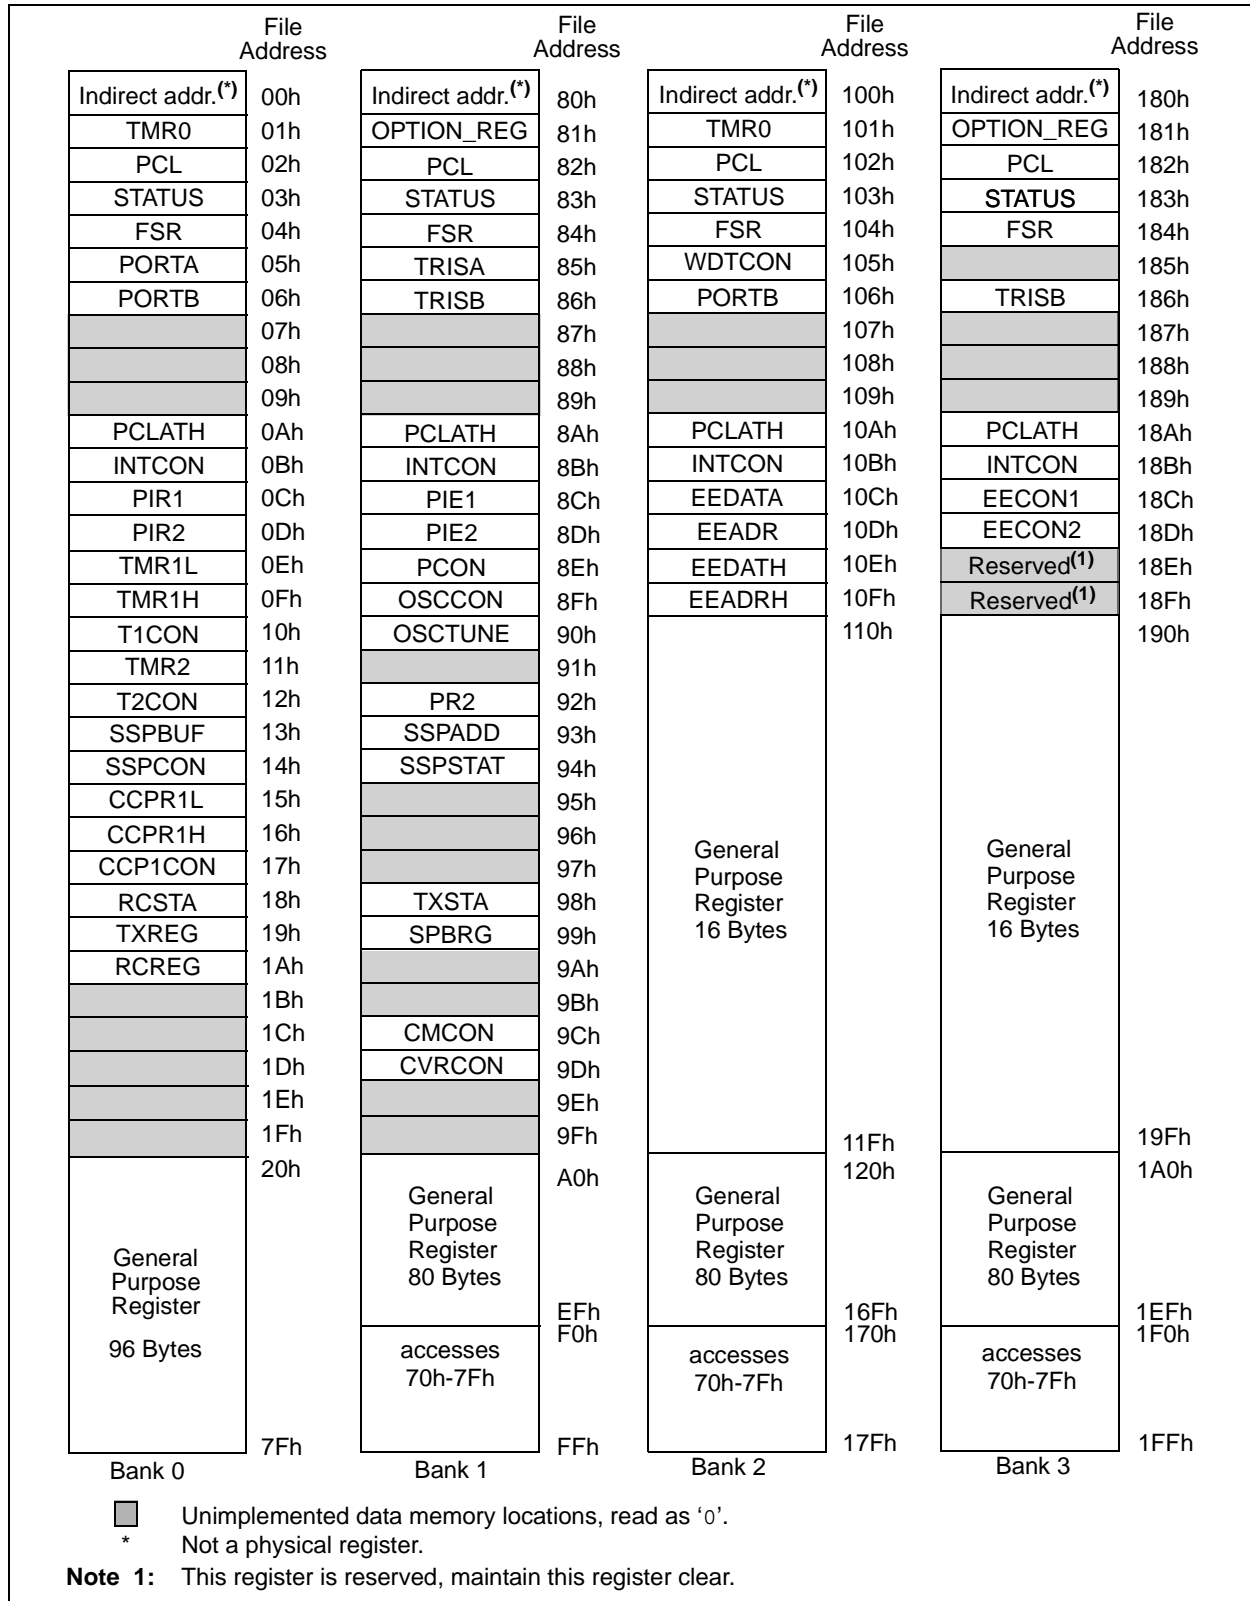 File Address File Address File Address File Address
Indirect addr.(*) 00h Indirect addr.(*) 80h Indirect addr.(*) 100h Indirect addr.(*) 180h
TMR0 01h OPTION_REG 81h TMR0 101h OPTION_REG 181h
PCL 02h PCL 82h PCL 102h PCL 182h
STATUS 03h STATUS 83h STATUS 103h STATUS 183h
FSR 04h FSR 84h FSR 104h FSR 184h
PORTA 05h TRISA 85h WDTCON 105h 185h
PORTB 06h TRISB 86h PORTB 106h TRISB 186h
07h 87h 107h 187h
08h 88h 108h 188h
09h 89h 109h 189h
PCLATH 0Ah PCLATH 8Ah PCLATH 10Ah PCLATH 18Ah
INTCON 0Bh INTCON 8Bh INTCON 10Bh INTCON 18Bh
PIR1 0Ch PIE1 8Ch EEDATA 10Ch EECON1 18Ch
PIR2 0Dh PIE2 8Dh EEADR 10Dh EECON2 18Dh
TMR1L 0Eh PCON 8Eh EEDATH 10Eh Reserved(1) 18Eh
TMR1H 0Fh OSCCON 8Fh EEADRH 10Fh Reserved(1) 18Fh
T1CON 10h OSCTUNE 90h 110h 190h
TMR2 11h 91h
T2CON 12h PR2 92h
SSPBUF 13h SSPADD 93h
SSPCON 14h SSPSTAT 94h
CCPR1L 15h 95h
CCPR1H 16h 96h General General
CCP1CON 17h 97h Purpose Purpose
RCSTA 18h TXSTA 98h Register Register
TXREG 19h SPBRG 99h 16 Bytes 16 Bytes
RCREG 1Ah 9Ah
1Bh 9Bh
1Ch CMCON 9Ch
1Dh CVRCON 9Dh
1Eh 9Eh
1Fh 9Fh 11Fh 19Fh
20h A0h 120h 1A0h
General General General
Purpose Purpose Purpose
General Register Register Register
Purpose 80 Bytes 80 Bytes 80 Bytes
Register EFh 16Fh 1EFh
F0h 170h 1F0h
96 Bytes accesses accesses accesses
70h-7Fh 70h-7Fh 70h-7Fh
7Fh FFh 17Fh 1FFh
Bank 0 Bank 1 Bank 2 Bank 3
Unimplemented data memory locations, read as ‘0’.
* Not a physical register.
Note 1: This register is reserved, maintain this register clear.